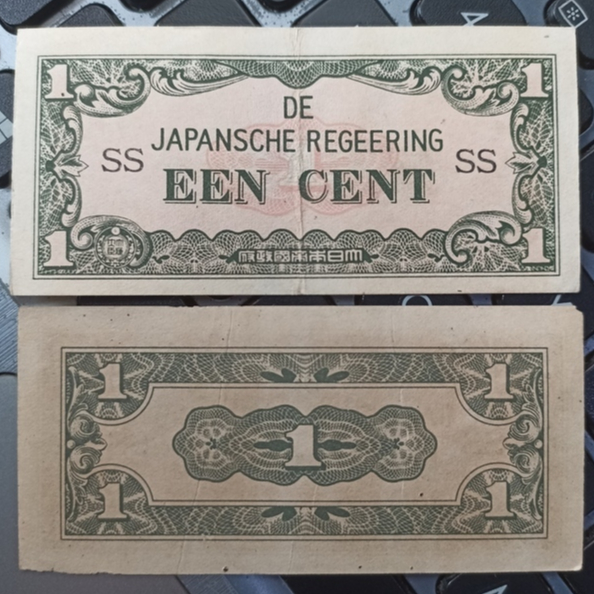 1 1
DE
JAPANSCHE REGEERING
SS SS
EEN CENT
1 1
府政國帝本日大
1 1
1
1 1